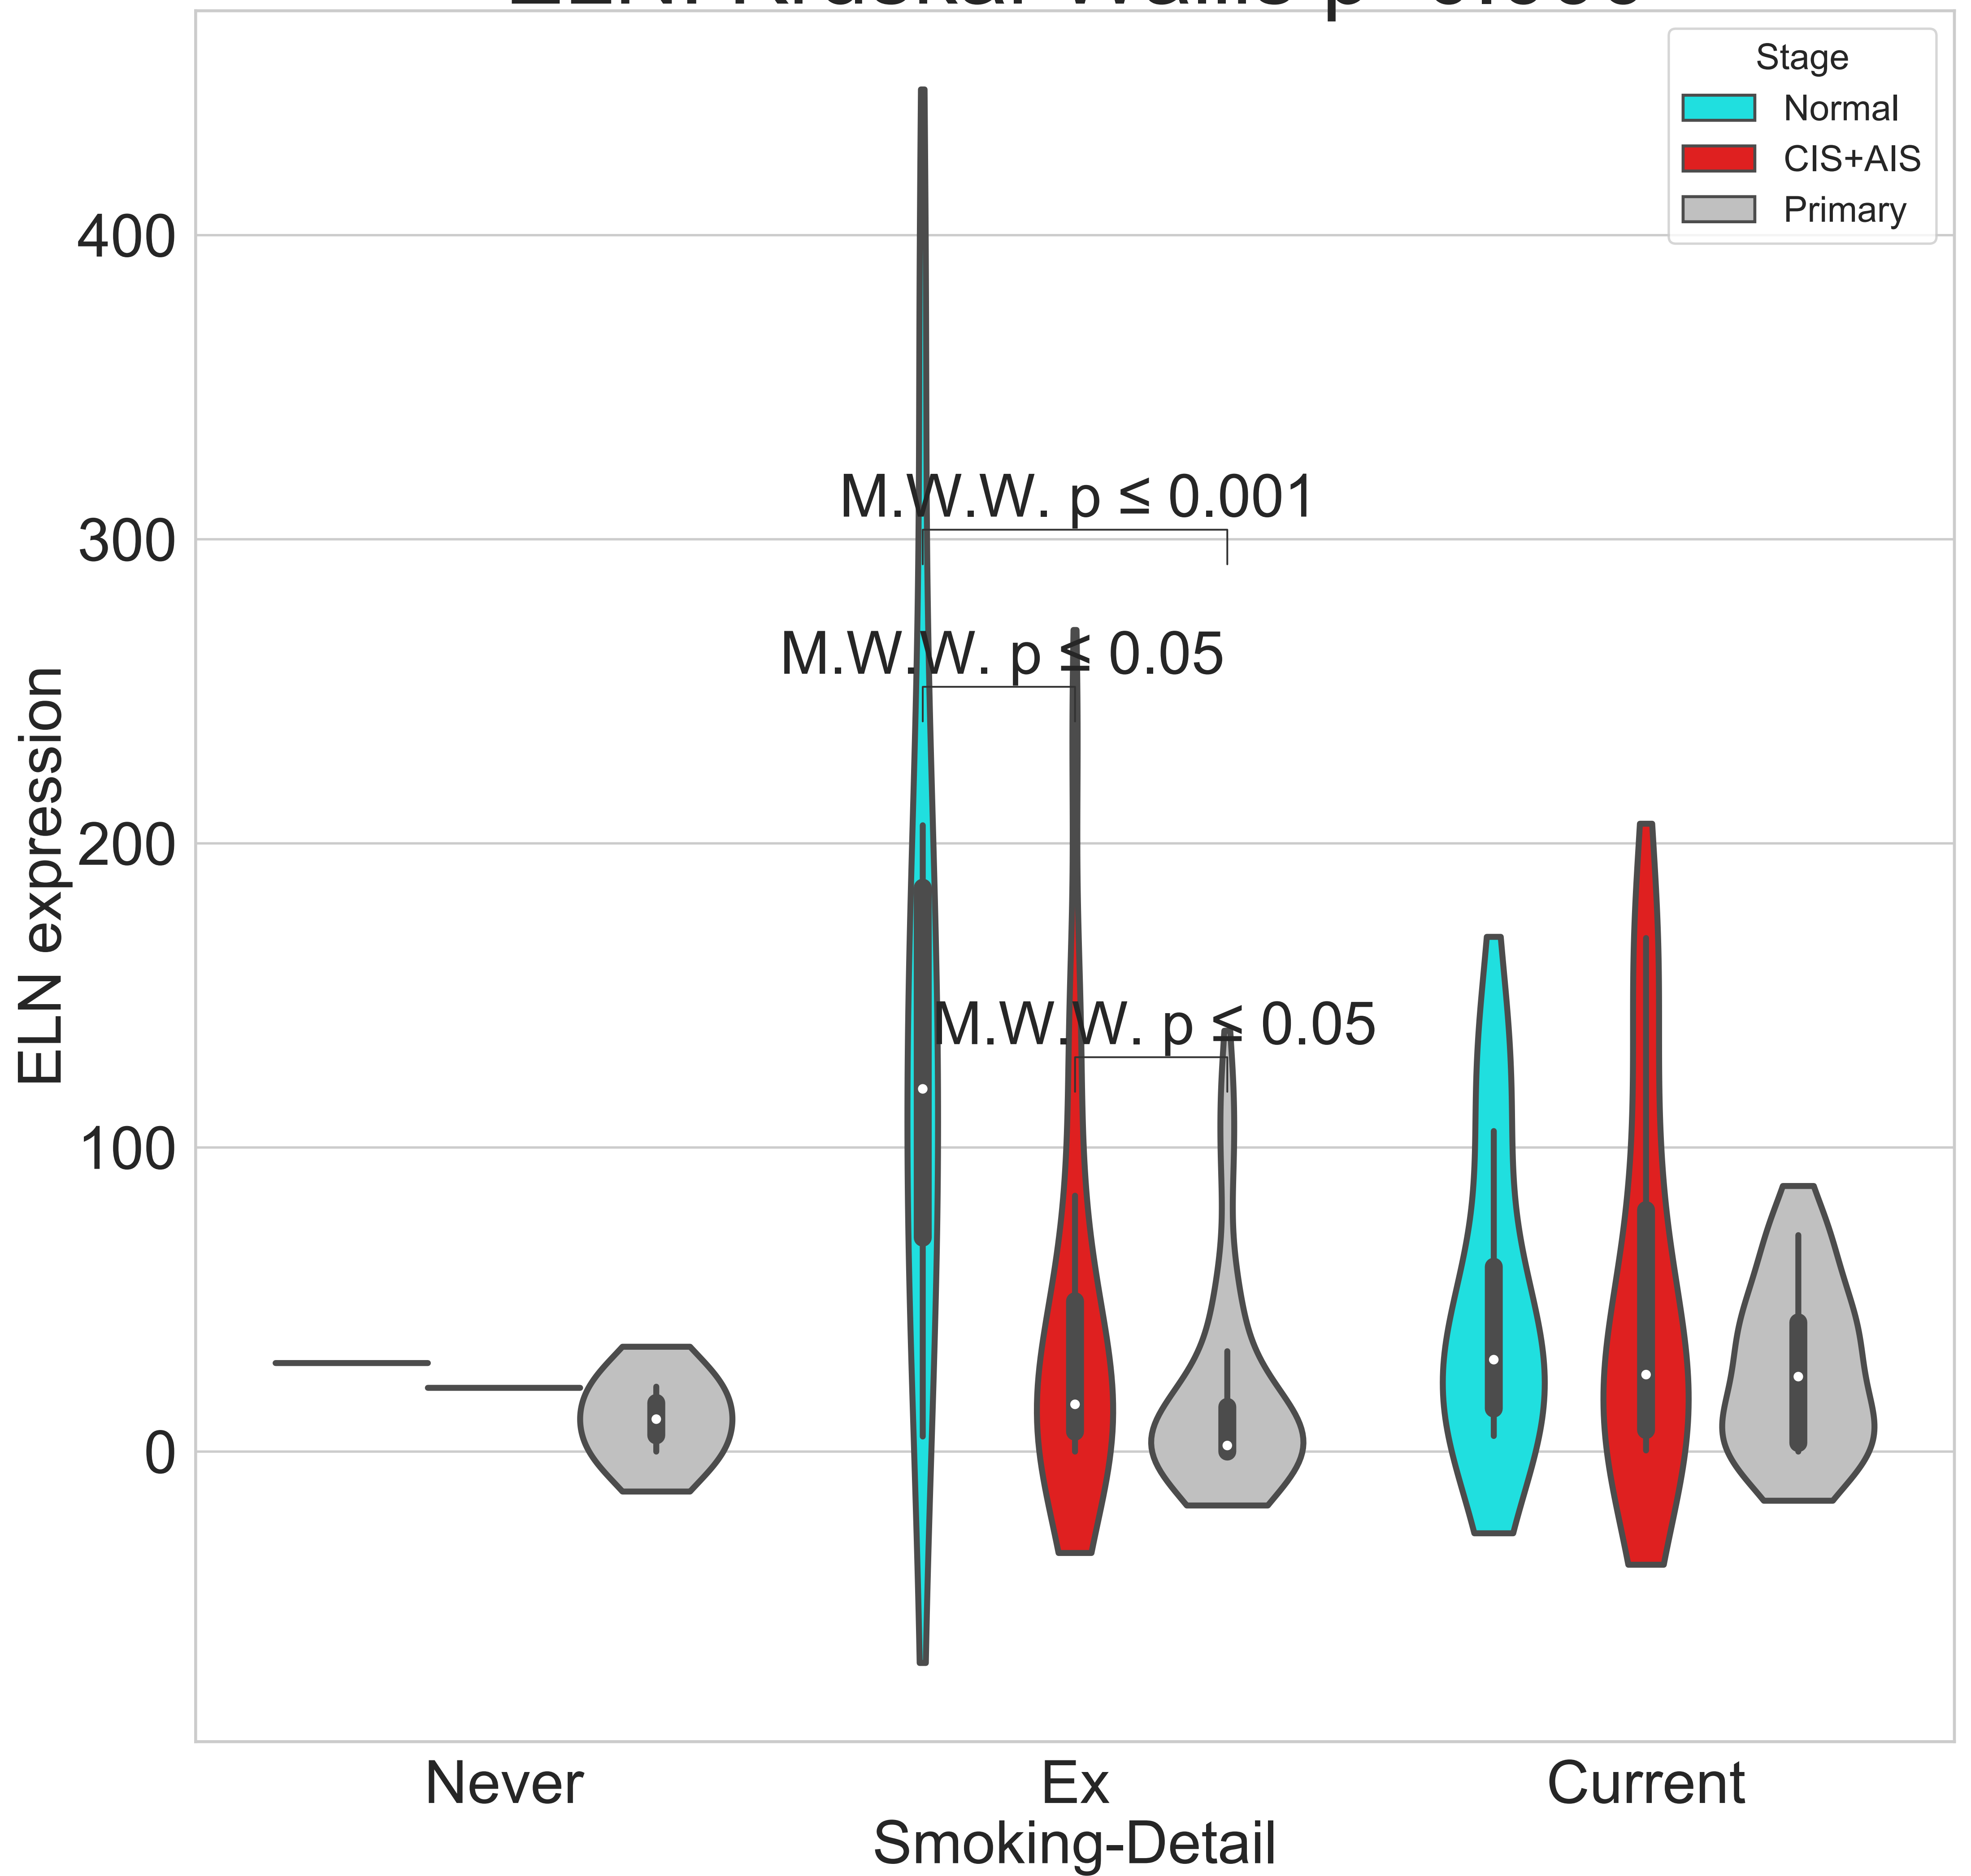 Stage
Normal
CIS+AIS
Primary
400
300
200
100
0
ELN expression
M.W.W. p ≤ 0.001
M.W.W. p ≤ 0.05
M.W.W. p ≤ 0.05
Never
Ex
Current
Smoking-Detail